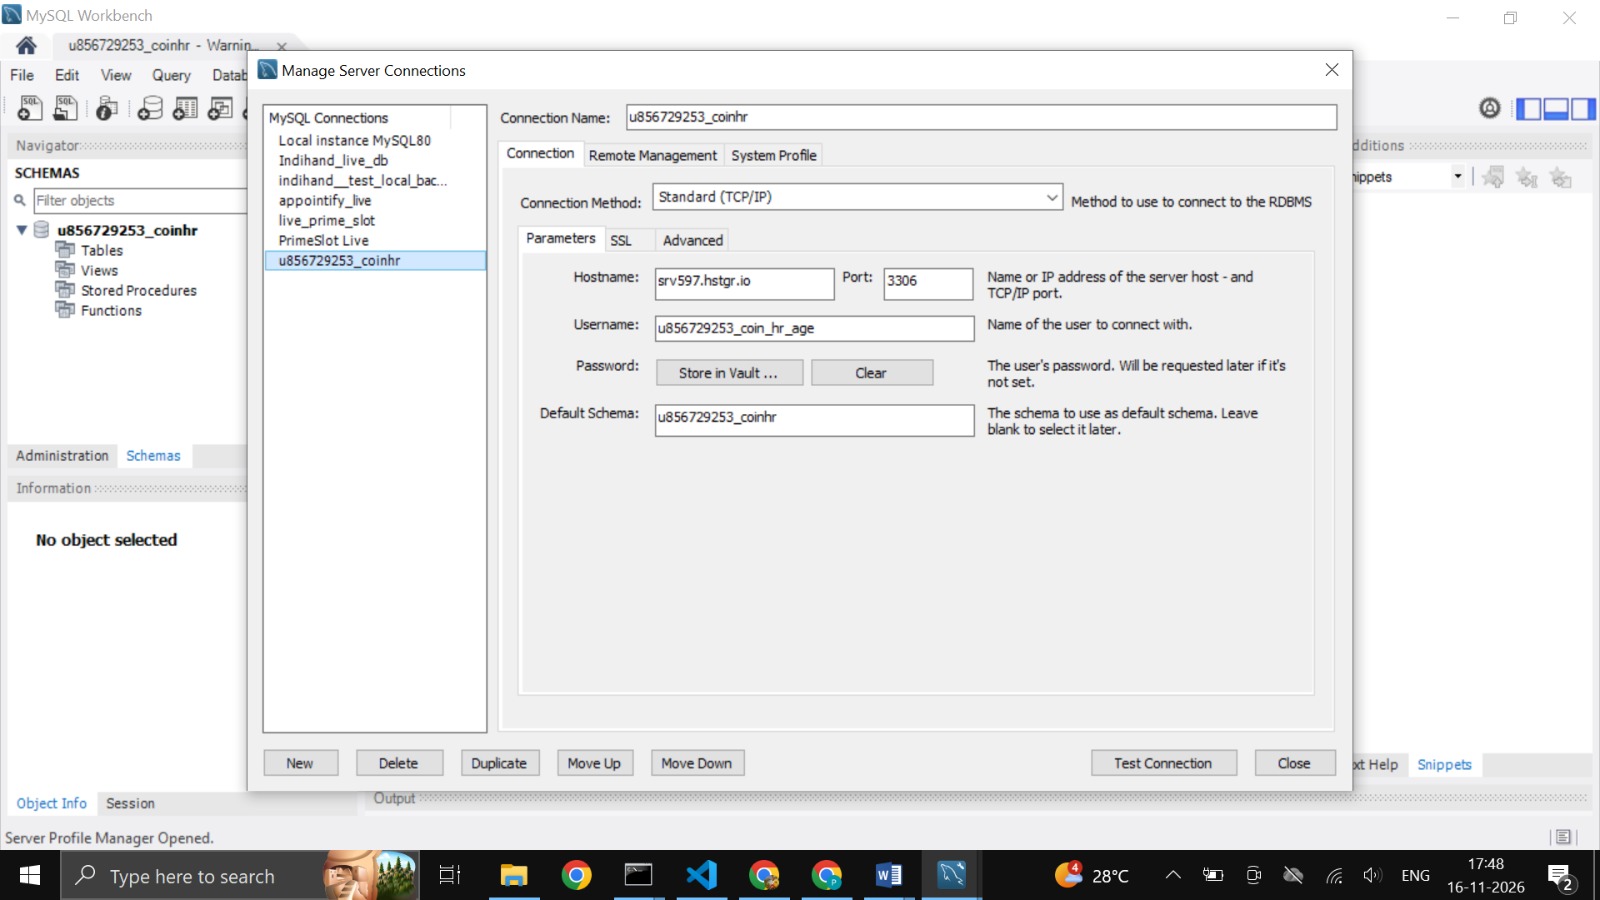 MySQL Workbench
u856729253_coinhr - Warnin...
File Edit View Query Datab
Manage Server Connections
Navigator
SCHEMAS
Filter objects
u856729253_coinhr
Tables
Views
Stored Procedures
Functions
Administration Schemas
Information
No object selected
Object Info Session
MySQL Connections
Local instance MySQL80
Indihand_live_db
indihand__test_local_bac...
appointify_live
live_prime_slot
PrimeSlot Live
u856729253_coinhr
Connection Name: u856729253_coinhr
Connection Remote Management System Profile
Connection Method: Standard (TCP/IP) Method to use to connect to the RDBMS
Parameters SSL Advanced
Hostname: srv597.hstgr.io Port: 3306 Name or IP address of the server host - and
TCP/IP port.
Username: u856729253_coin_hr_age Name of the user to connect with.
Password: Store in Vault ... Clear The user's password. Will be requested later if it's
not set.
Default Schema: u856729253_coinhr The schema to use as default schema. Leave
blank to select it later.
New Delete Duplicate Move Up Move Down Test Connection Close
dditions
nippets
xt Help Snippets
Output
Server Profile Manager Opened.
Type here to search
4
28°C
ENG
17:48
16-11-2026
2